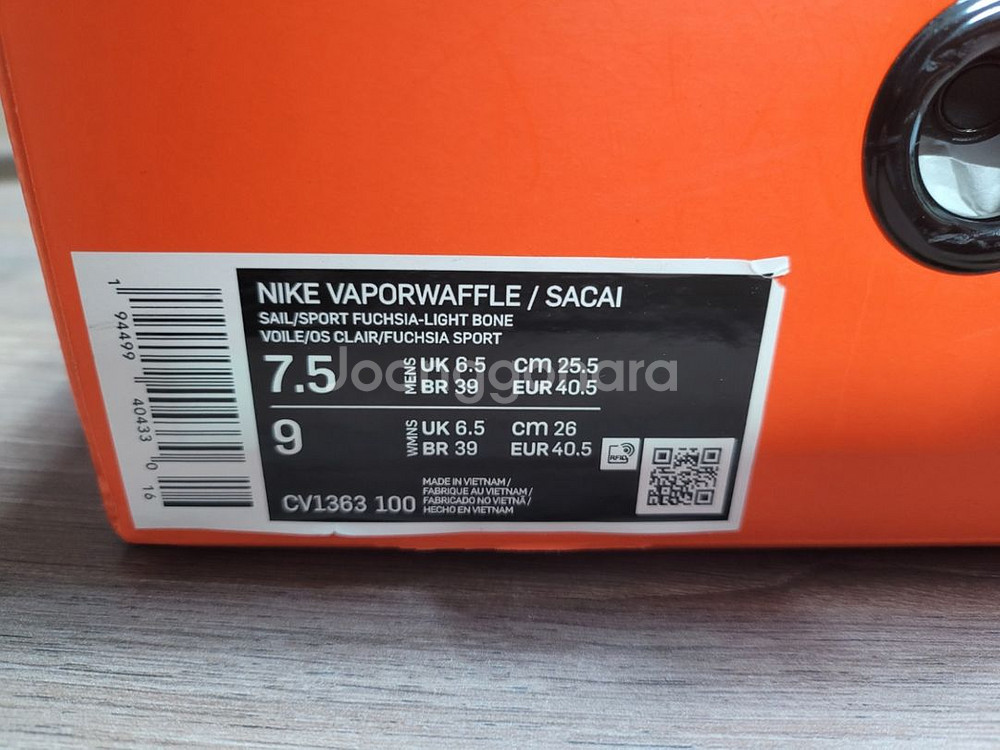 NIKE VAPORWAFFLE / SACAI
SAIL/SPORT FUCHSIA-LIGHT BONE
VOILE/OS CLAIR/FUCHSIA SPORT
7.5 MENS UK 6.5 cm 25.5
BR 39 EUR 40.5
9 WMNS UK 6.5 cm 26
BR 39 EUR 40.5
RFID
CV1363 100
MADE IN VIETNAM /
FABRIQUE AU VIETNAM /
FABRICADO NO VIETNÃ /
HECHO EN VIETNAM
1 94499 40433 0 16
Joonggonara